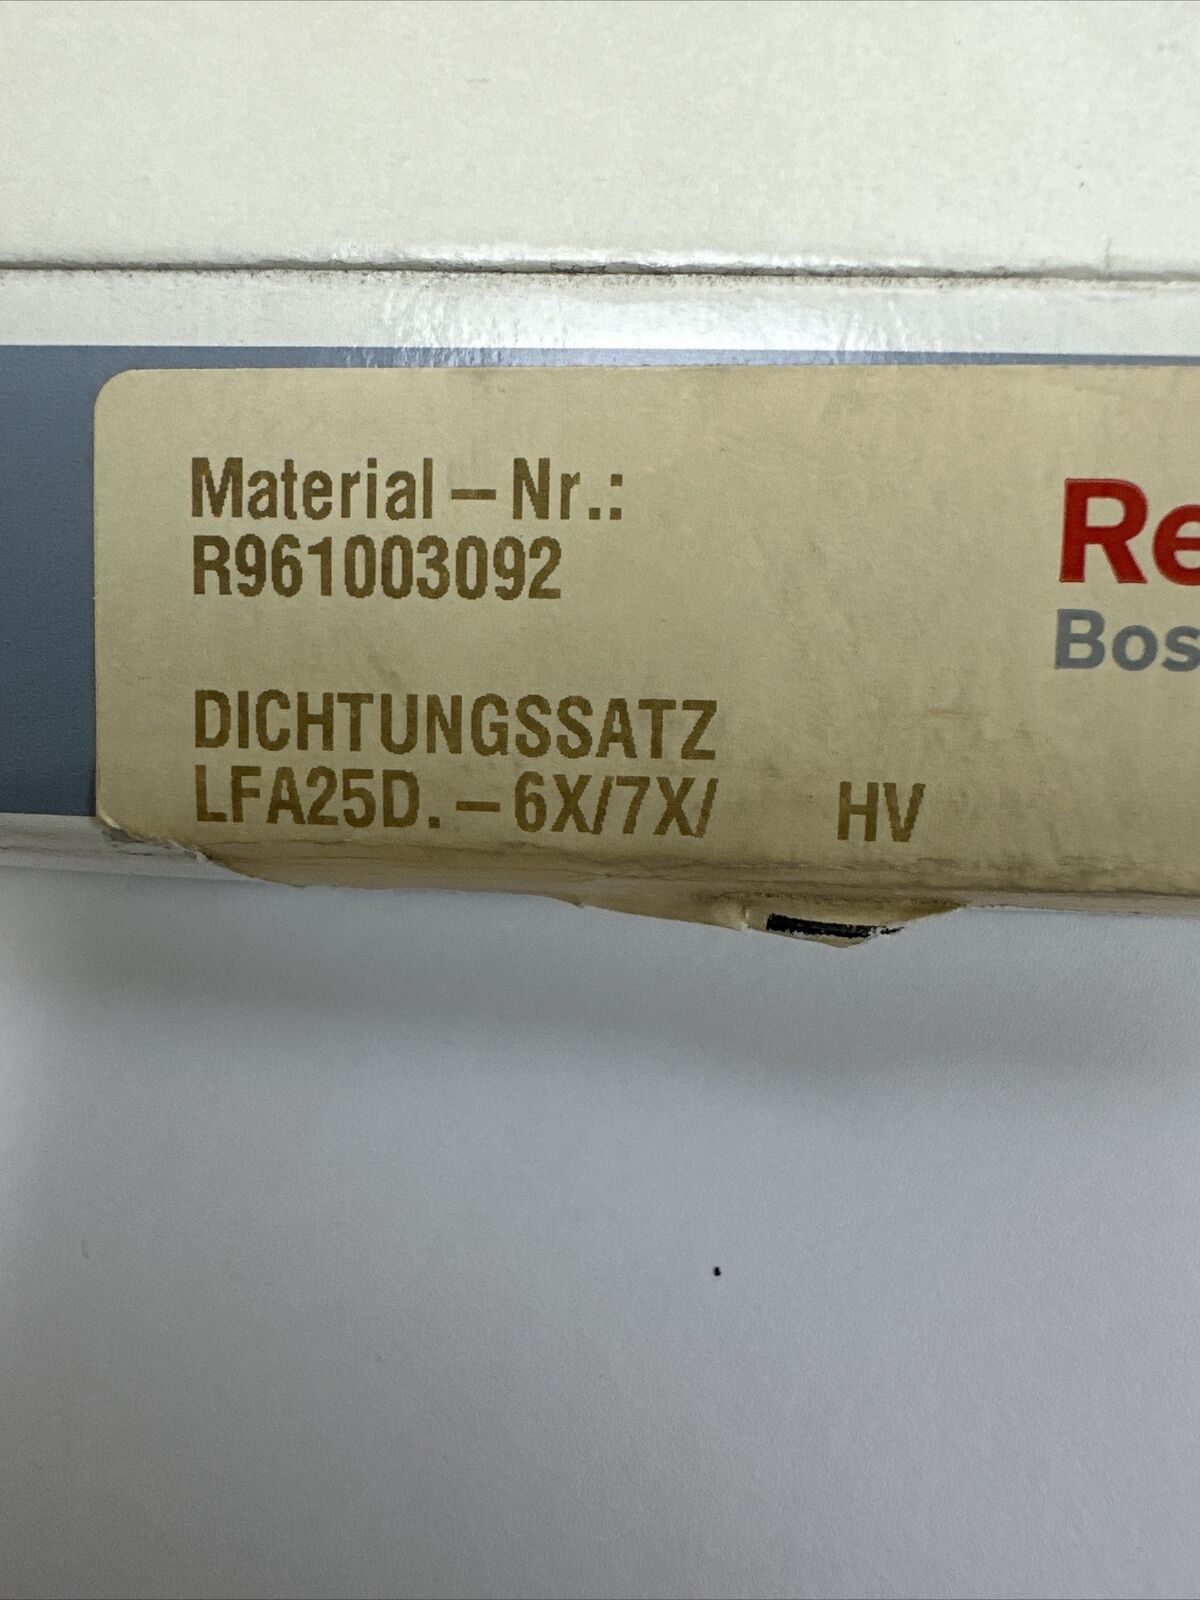 Material – Nr.:
R961003092
Re
Bos
DICHTUNGSSATZ
LFA25D. – 6X/7X/ HV